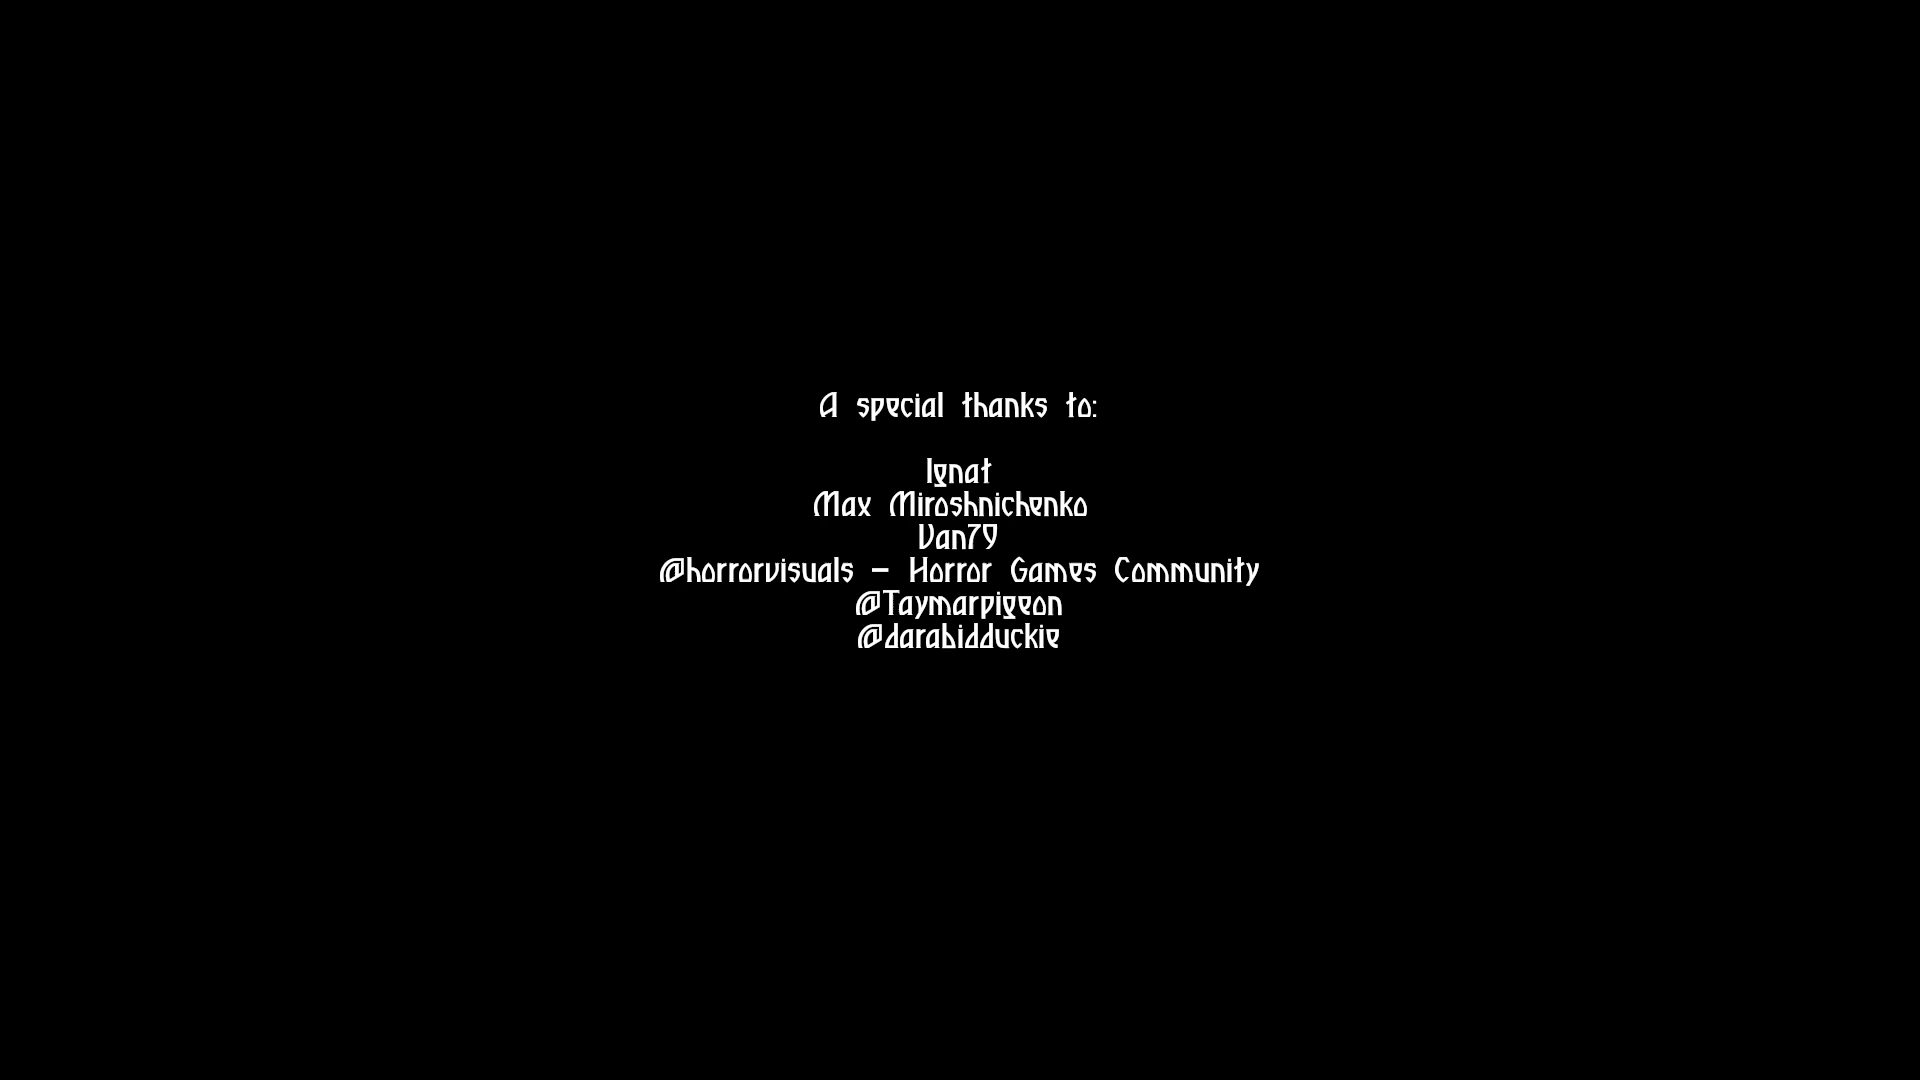 A special thanks to:
Ignat
Max Miroshnichenko
Van79
@horrorvisuals - Horror Games Community
@Taymarpigeon
@darabidduckie